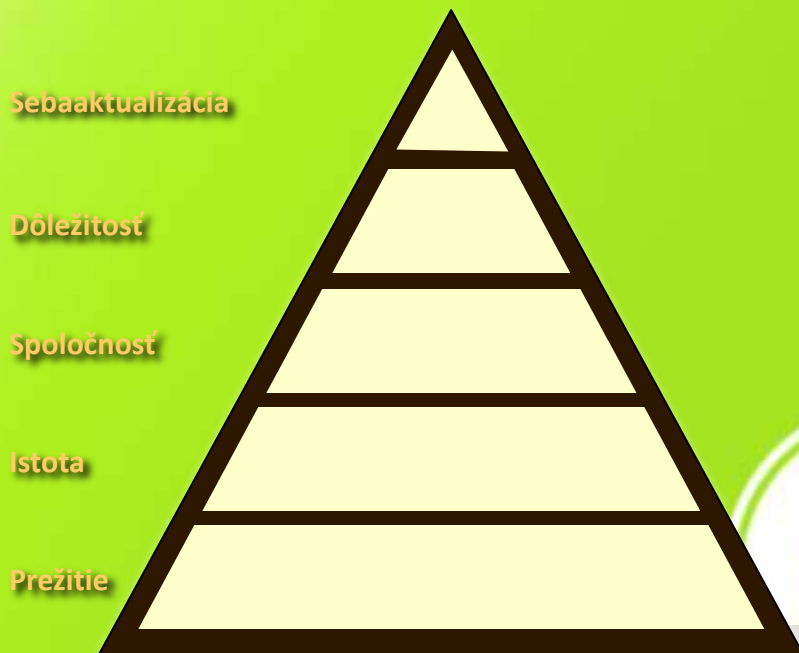 Sebaaktualizácia
Dôležitosť
Spoločnosť
Istota
Prežitie